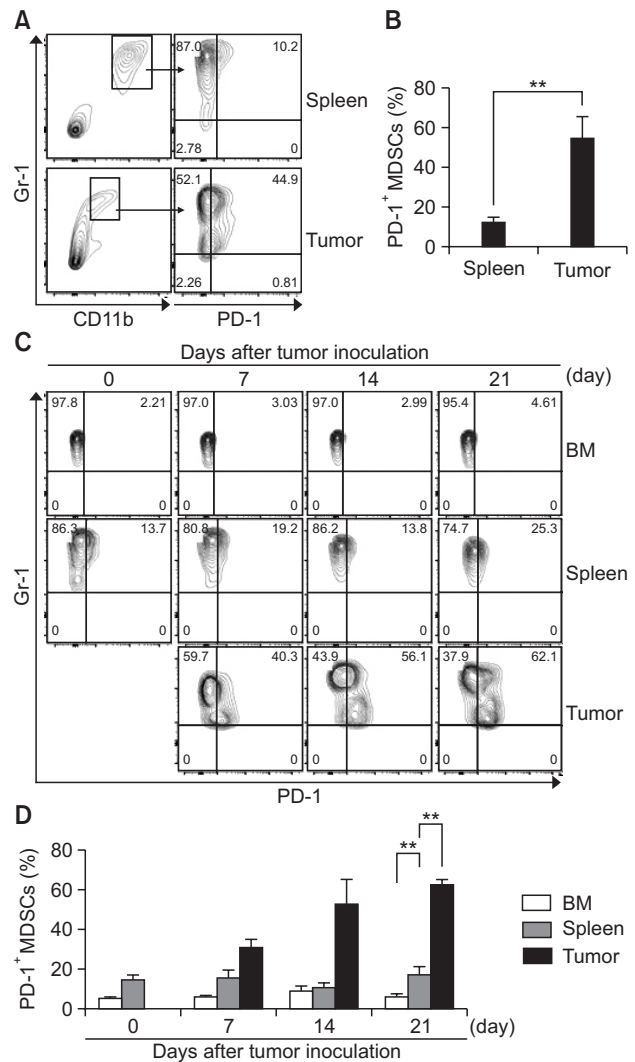 A
87.0 10.2
2.78 0
Spleen
52.1 44.9
2.26 0.81
Tumor
Gr-1
CD11b PD-1
B
PD-1+ MDSCs (%)
80
60
40
20
0
**
Spleen Tumor
C
Days after tumor inoculation
0 7 14 21 (day)
97.8 2.21 97.0 3.03 97.0 2.99 95.4 4.61
BM
0 0 0 0 0 0 0 0
86.3 13.7 80.8 19.2 86.2 13.8 74.7 25.3
Spleen
0 0 0 0 0 0 0 0
59.7 40.3 43.9 56.1 37.9 62.1
Tumor
0 0 0 0 0 0
Gr-1
PD-1
D
PD-1+ MDSCs (%)
80
60
40
20
0
** **
BM
Spleen
Tumor
0 7 14 21 (day)
Days after tumor inoculation